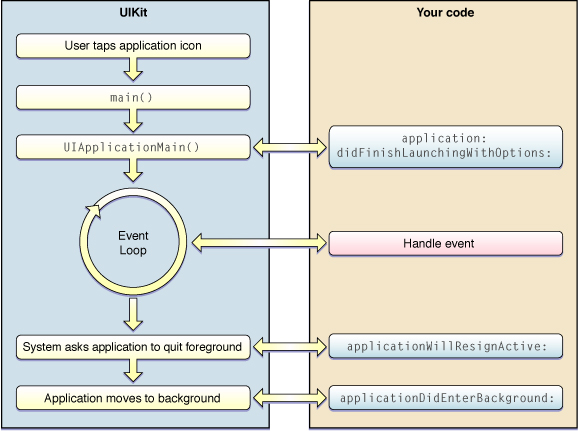 UIKit
Your code
User taps application icon
main()
UIApplicationMain()
application:
didFinishLaunchingWithOptions:
Event
Loop
Handle event
System asks application to quit foreground
applicationWillResignActive:
Application moves to background
applicationDidEnterBackground: